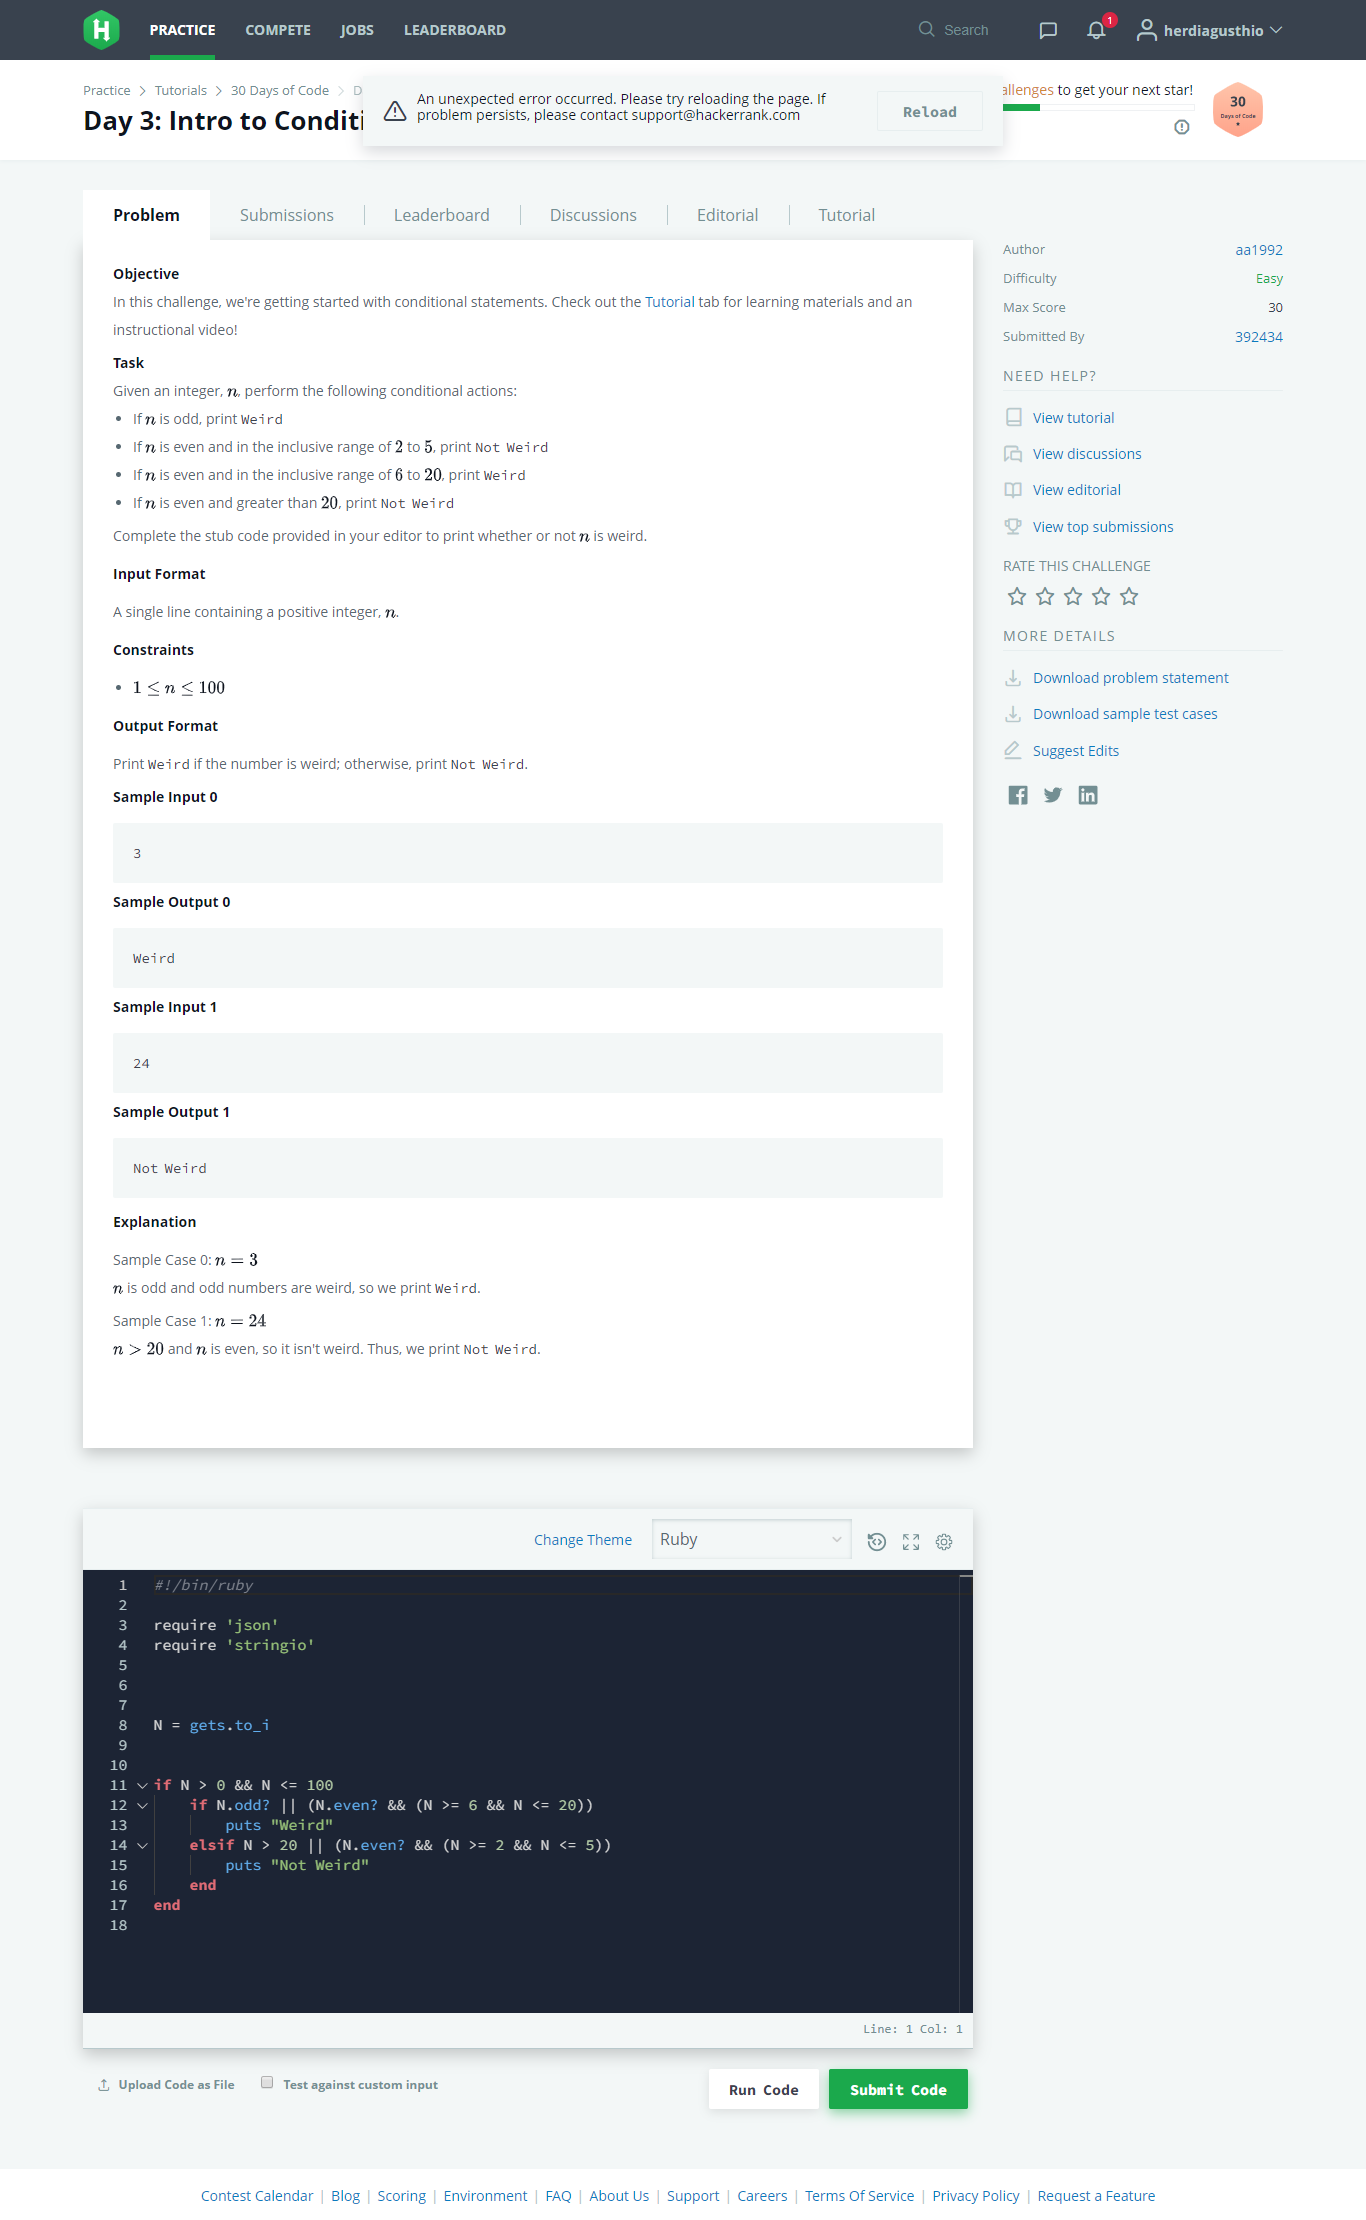 PRACTICE COMPETE JOBS LEADERBOARD Search 1 herdiagusthio
Practice Tutorials 30 Days of Code D
Day 3: Intro to Conditi
An unexpected error occurred. Please try reloading the page. If
problem persists, please contact support@hackerrank.com
Reload
allenges to get your next star!
30
Days of Code
Problem Submissions Leaderboard Discussions Editorial Tutorial
Objective
In this challenge, we're getting started with conditional statements. Check out the Tutorial tab for learning materials and an
instructional video!
Task
Given an integer, n, perform the following conditional actions:
• If n is odd, print Weird
• If n is even and in the inclusive range of 2 to 5, print Not Weird
• If n is even and in the inclusive range of 6 to 20, print Weird
• If n is even and greater than 20, print Not Weird
Complete the stub code provided in your editor to print whether or not n is weird.
Input Format
A single line containing a positive integer, n.
Constraints
• 1 ≤ n ≤ 100
Output Format
Print Weird if the number is weird; otherwise, print Not Weird.
Sample Input 0
3
Sample Output 0
Weird
Sample Input 1
24
Sample Output 1
Not Weird
Explanation
Sample Case 0: n = 3
n is odd and odd numbers are weird, so we print Weird.
Sample Case 1: n = 24
n > 20 and n is even, so it isn't weird. Thus, we print Not Weird.
Author aa1992
Difficulty Easy
Max Score 30
Submitted By 392434
NEED HELP?
View tutorial
View discussions
View editorial
View top submissions
RATE THIS CHALLENGE
MORE DETAILS
Download problem statement
Download sample test cases
Suggest Edits
Change Theme Ruby
1 #!/bin/ruby
2
3 require 'json'
4 require 'stringio'
5
6
7
8 N = gets.to_i
9
10
11 if N > 0 && N <= 100
12 if N.odd? || (N.even? && (N >= 6 && N <= 20))
13 puts "Weird"
14 elsif N > 20 || (N.even? && (N >= 2 && N <= 5))
15 puts "Not Weird"
16 end
17 end
18
Line: 1 Col: 1
Upload Code as File Test against custom input Run Code Submit Code
Contest Calendar | Blog | Scoring | Environment | FAQ | About Us | Support | Careers | Terms Of Service | Privacy Policy | Request a Feature